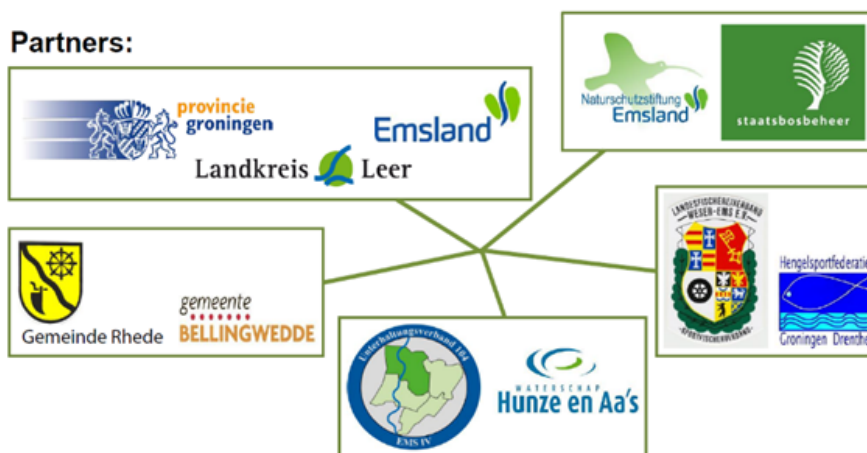 Partners:
provincie
groningen
Emsland
Landkreis Leer
Naturschutzstiftung
Emsland
staatsbosbeheer
Gemeinde Rhede
gemeente
BELLINGWEDDE
Unterhaltungsverband 104
EMS IV
WATERSCHAP
Hunze en Aa's
LANDESFISCHEREIVERBAND
WESER-EMS E.V.
-SPORTFISCHERVERBAND-
Hengelsportfederatie
Groningen Drenthe